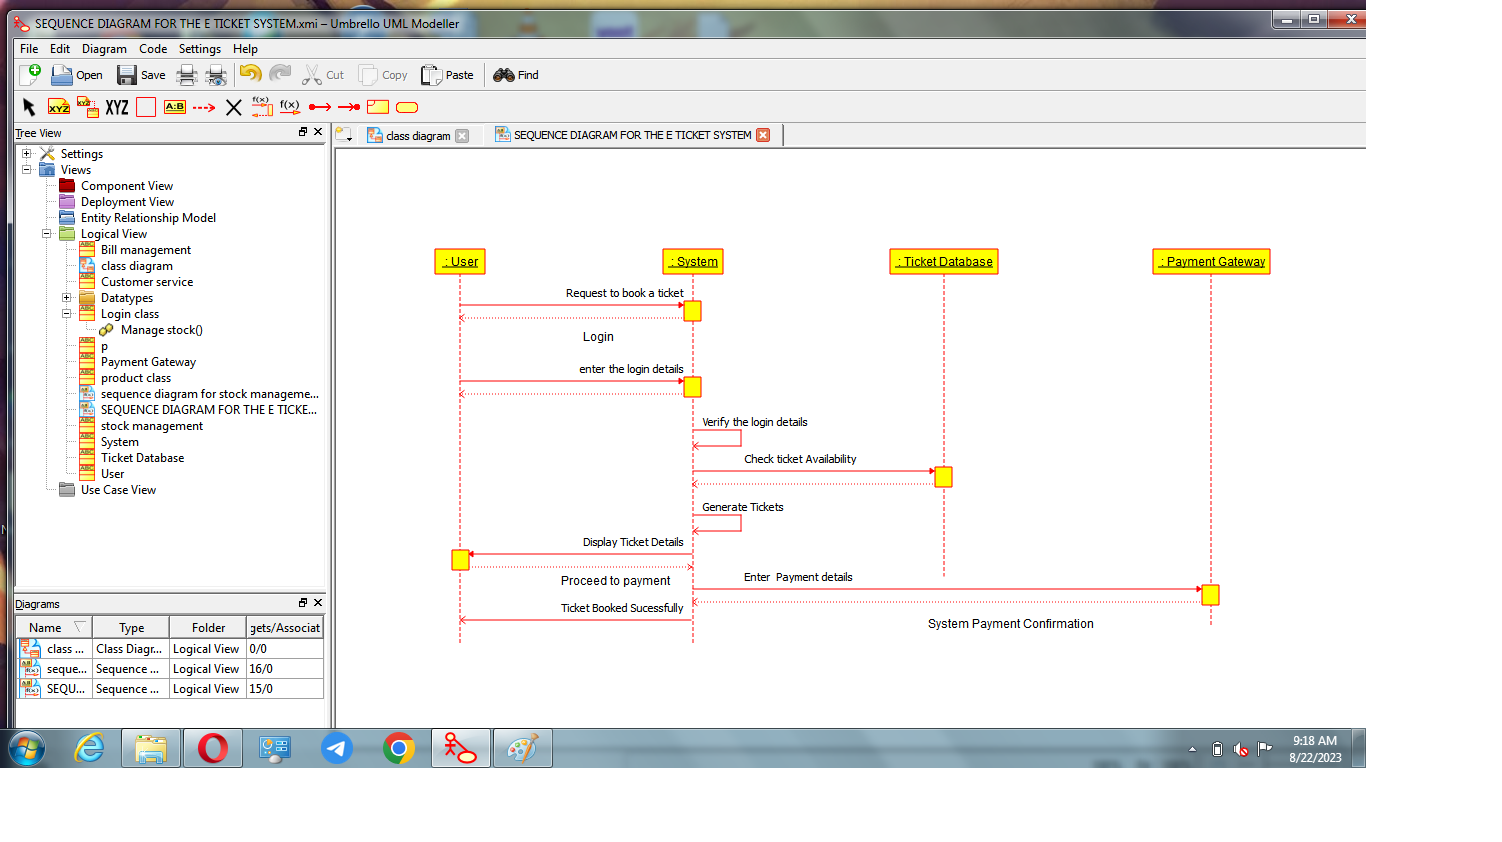 SEQUENCE DIAGRAM FOR THE E TICKET SYSTEM.xmi – Umbrello UML Modeller
File Edit Diagram Code Settings Help
Open Save Cut Copy Paste Find
XYZ XYZ XYZ A:B f(x) f(x)
Tree View
class diagram SEQUENCE DIAGRAM FOR THE E TICKET SYSTEM
Settings
Views
Component View
Deployment View
Entity Relationship Model
Logical View
Bill management
class diagram
Customer service
Datatypes
Login class
Manage stock()
p
Payment Gateway
product class
sequence diagram for stock manageme...
SEQUENCE DIAGRAM FOR THE E TICKE...
stock management
System
Ticket Database
User
Use Case View
: User : System : Ticket Database : Payment Gateway
Request to book a ticket
Login
enter the login details
Verify the login details
Check ticket Availability
Generate Tickets
Display Ticket Details
Proceed to payment
Enter Payment details
Ticket Booked Sucessfully
System Payment Confirmation
Diagrams
Name Type Folder gets/Associat
class ... Class Diagr... Logical View 0/0
seque... Sequence ... Logical View 16/0
SEQU... Sequence ... Logical View 15/0
9:18 AM
8/22/2023